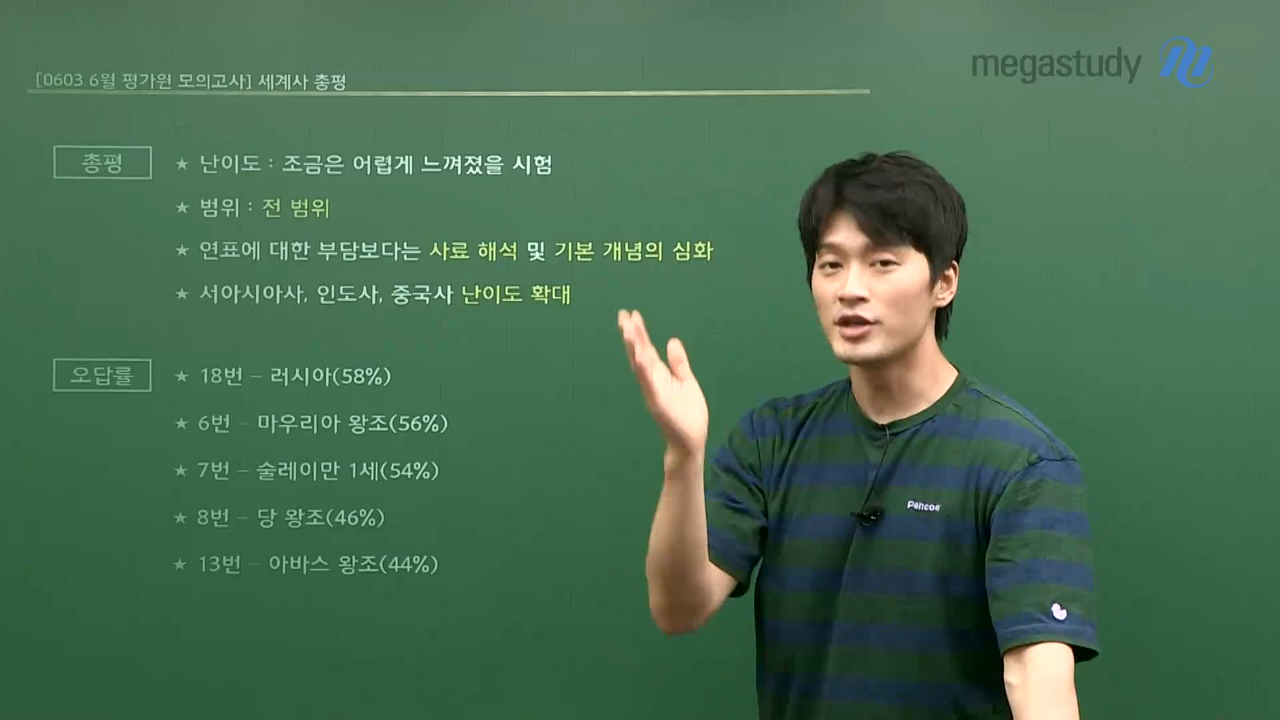 megastudy
[0603 6월 평가원 모의고사] 세계사 총평
총평
★ 난이도 : 조금은 어렵게 느껴졌을 시험
★ 범위 : 전 범위
★ 연표에 대한 부담보다는 사료 해석 및 기본 개념의 심화
★ 서아시아사, 인도사, 중국사 난이도 확대
오답률
★ 18번 – 러시아(58%)
★ 6번 – 마우리아 왕조(56%)
★ 7번 – 술레이만 1세(54%)
★ 8번 – 당 왕조(46%)
★ 13번 – 아바스 왕조(44%)
Pancoat